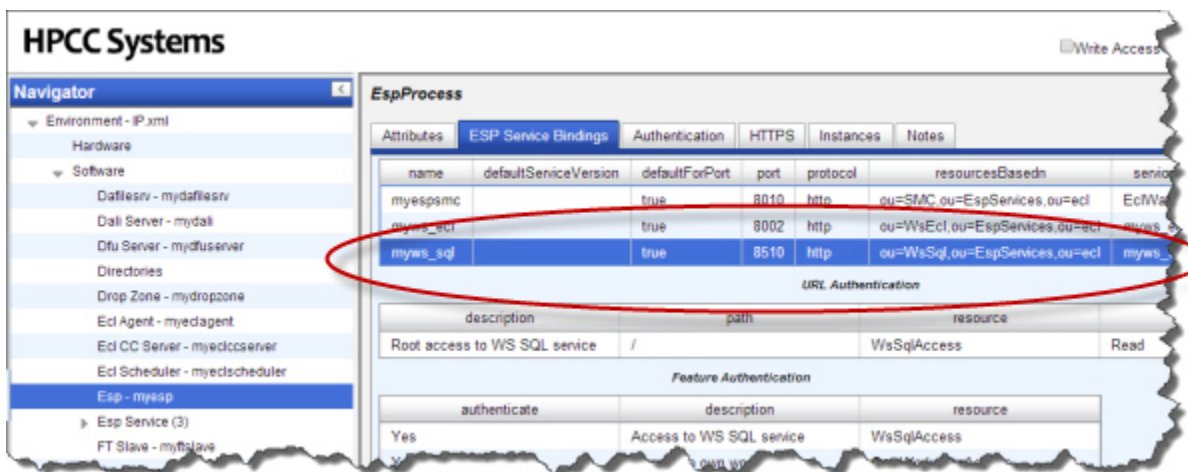 HPCC Systems
Write Access
Navigator
Environment - IP.xml
Hardware
Software
Dafilesrv - mydafilesrv
Dali Server - mydali
Dfu Server - mydfuserver
Directories
Drop Zone - mydropzone
Ecl Agent - myeclagent
Ecl CC Server - myeclccserver
Ecl Scheduler - myeclscheduler
Esp - myesp
Esp Service (3)
FT Slave - myftslave
EspProcess
Attributes ESP Service Bindings Authentication HTTPS Instances Notes
name defaultServiceVersion defaultForPort port protocol resourcesBasedn
myespsmc true 8010 http ou=SMC,ou=EspServices,ou=ecl
myws_ecl true 8002 http ou=WsEcl,ou=EspServices,ou=ecl
myws_sql true 8510 http ou=WsSql,ou=EspServices,ou=ecl
URL Authentication
description path resource
Root access to WS SQL service / WsSqlAccess Read
Feature Authentication
authenticate description resource
Yes Access to WS SQL service WsSqlAccess